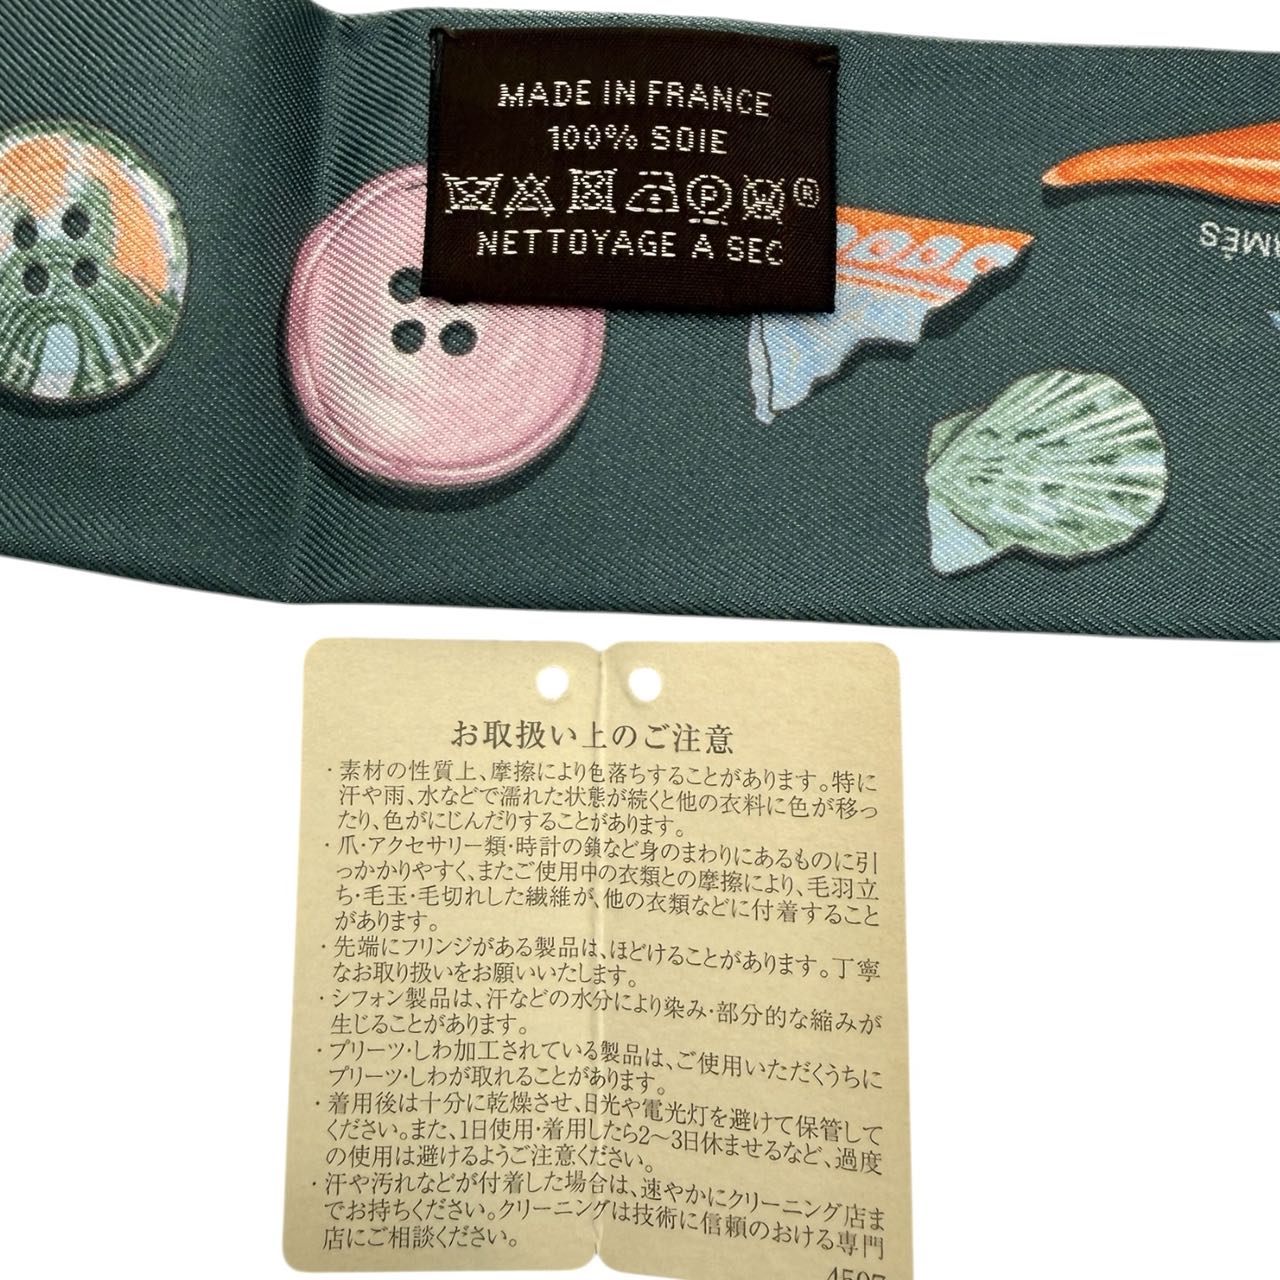 MADE IN FRANCE
100% SOIE
®
NETTOYAGE A SEC
お取扱い上のご注意
・素材の性質上、摩擦により色落ちすることがあります。特に
汗や雨、水などで濡れた状態が続くと他の衣料に色が移っ
たり、色がにじんだりすることがあります。
・爪・アクセサリー類・時計の鎖など身のまわりにあるものに引
っかかりやすく、またご使用中の衣類との摩擦により、毛羽立
ち・毛玉・毛切れした繊維が、他の衣類などに付着すること
があります。
・先端にフリンジがある製品は、ほどけることがあります。丁寧
なお取り扱いをお願いいたします。
・シフォン製品は、汗などの水分により染み・部分的な縮みが
生じることがあります。
・プリーツ・しわ加工されている製品は、ご使用いただくうちに
プリーツ・しわが取れることがあります。
・着用後は十分に乾燥させ、日光や電光灯を避けて保管して
ください。また、1日使用・着用したら2〜3日休ませるなど、過度
の使用は避けるようご注意ください。
・汗や汚れなどが付着した場合は、速やかにクリーニング店ま
でお持ちください。クリーニングは技術に信頼のおける専門
店にご相談ください。